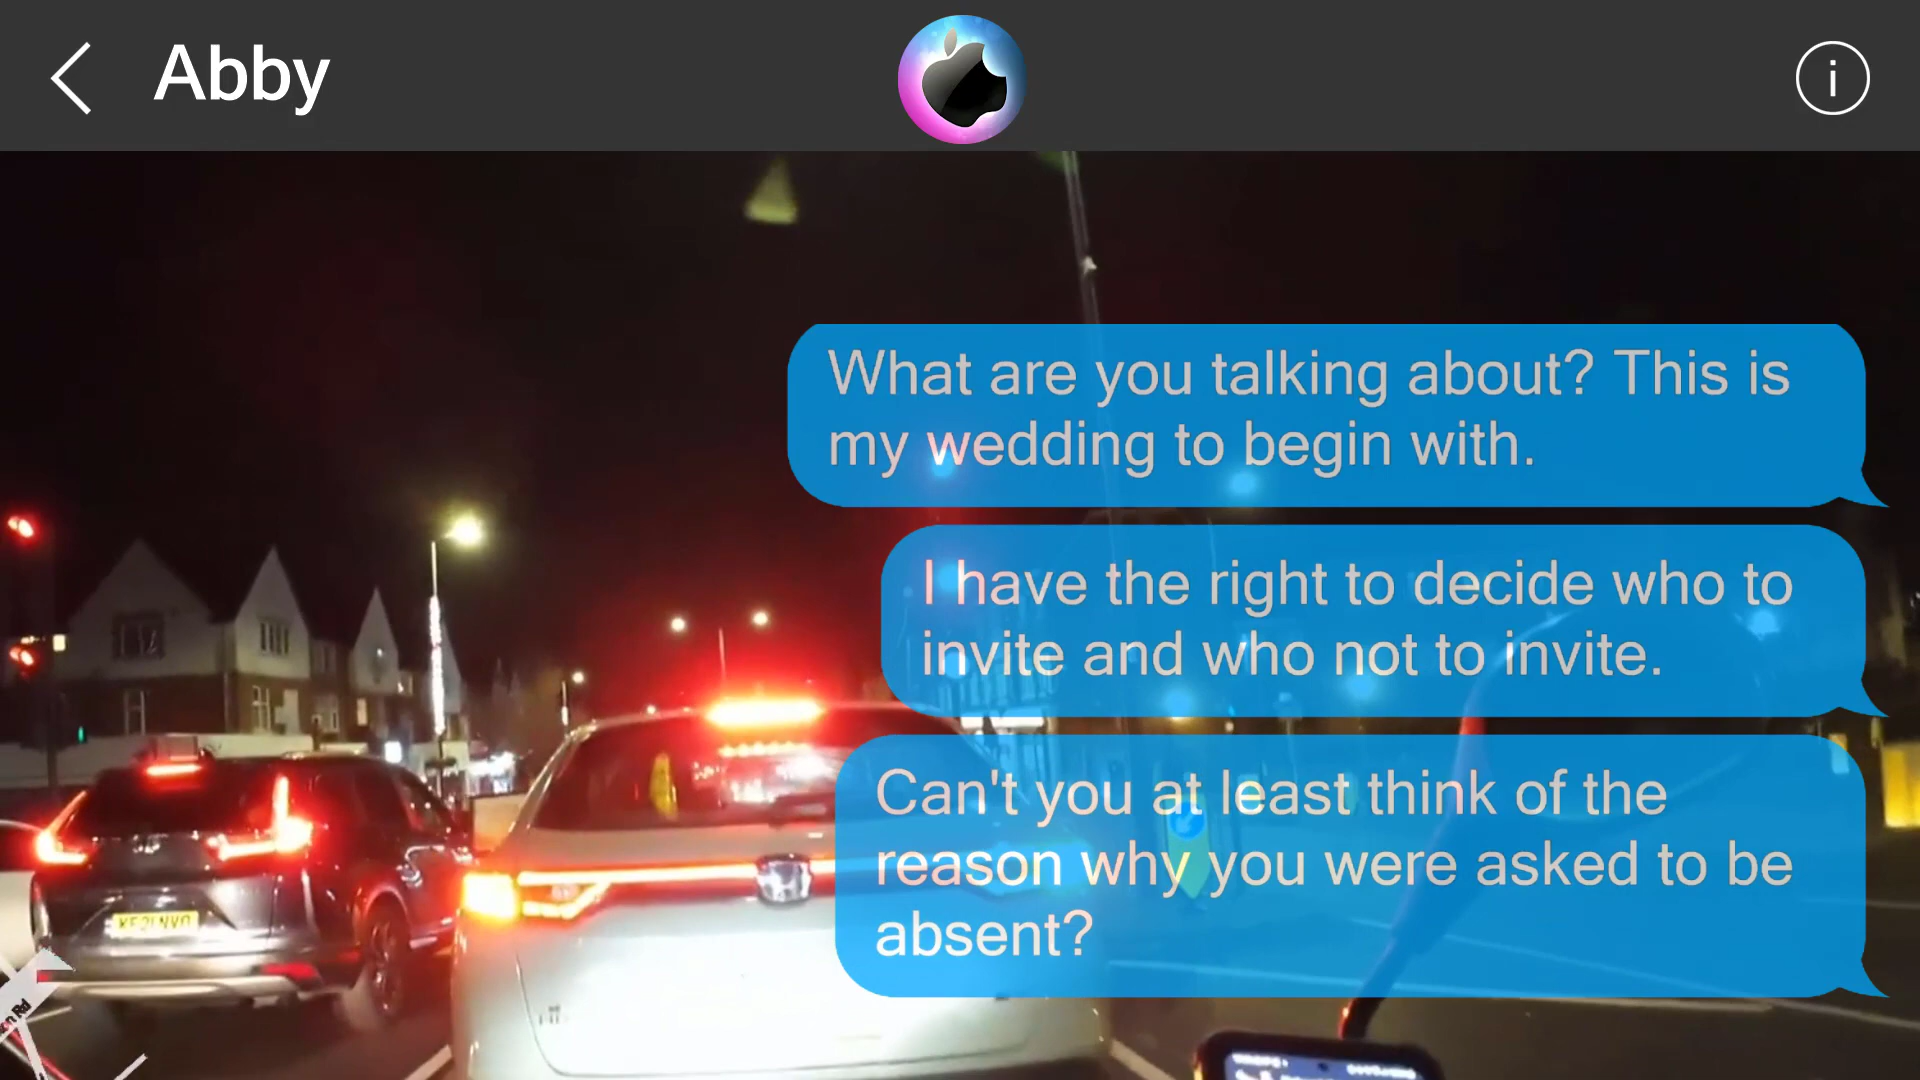 Abby
What are you talking about? This is
my wedding to begin with.
I have the right to decide who to
invite and who not to invite.
Can't you at least think of the
reason why you were asked to be
absent?